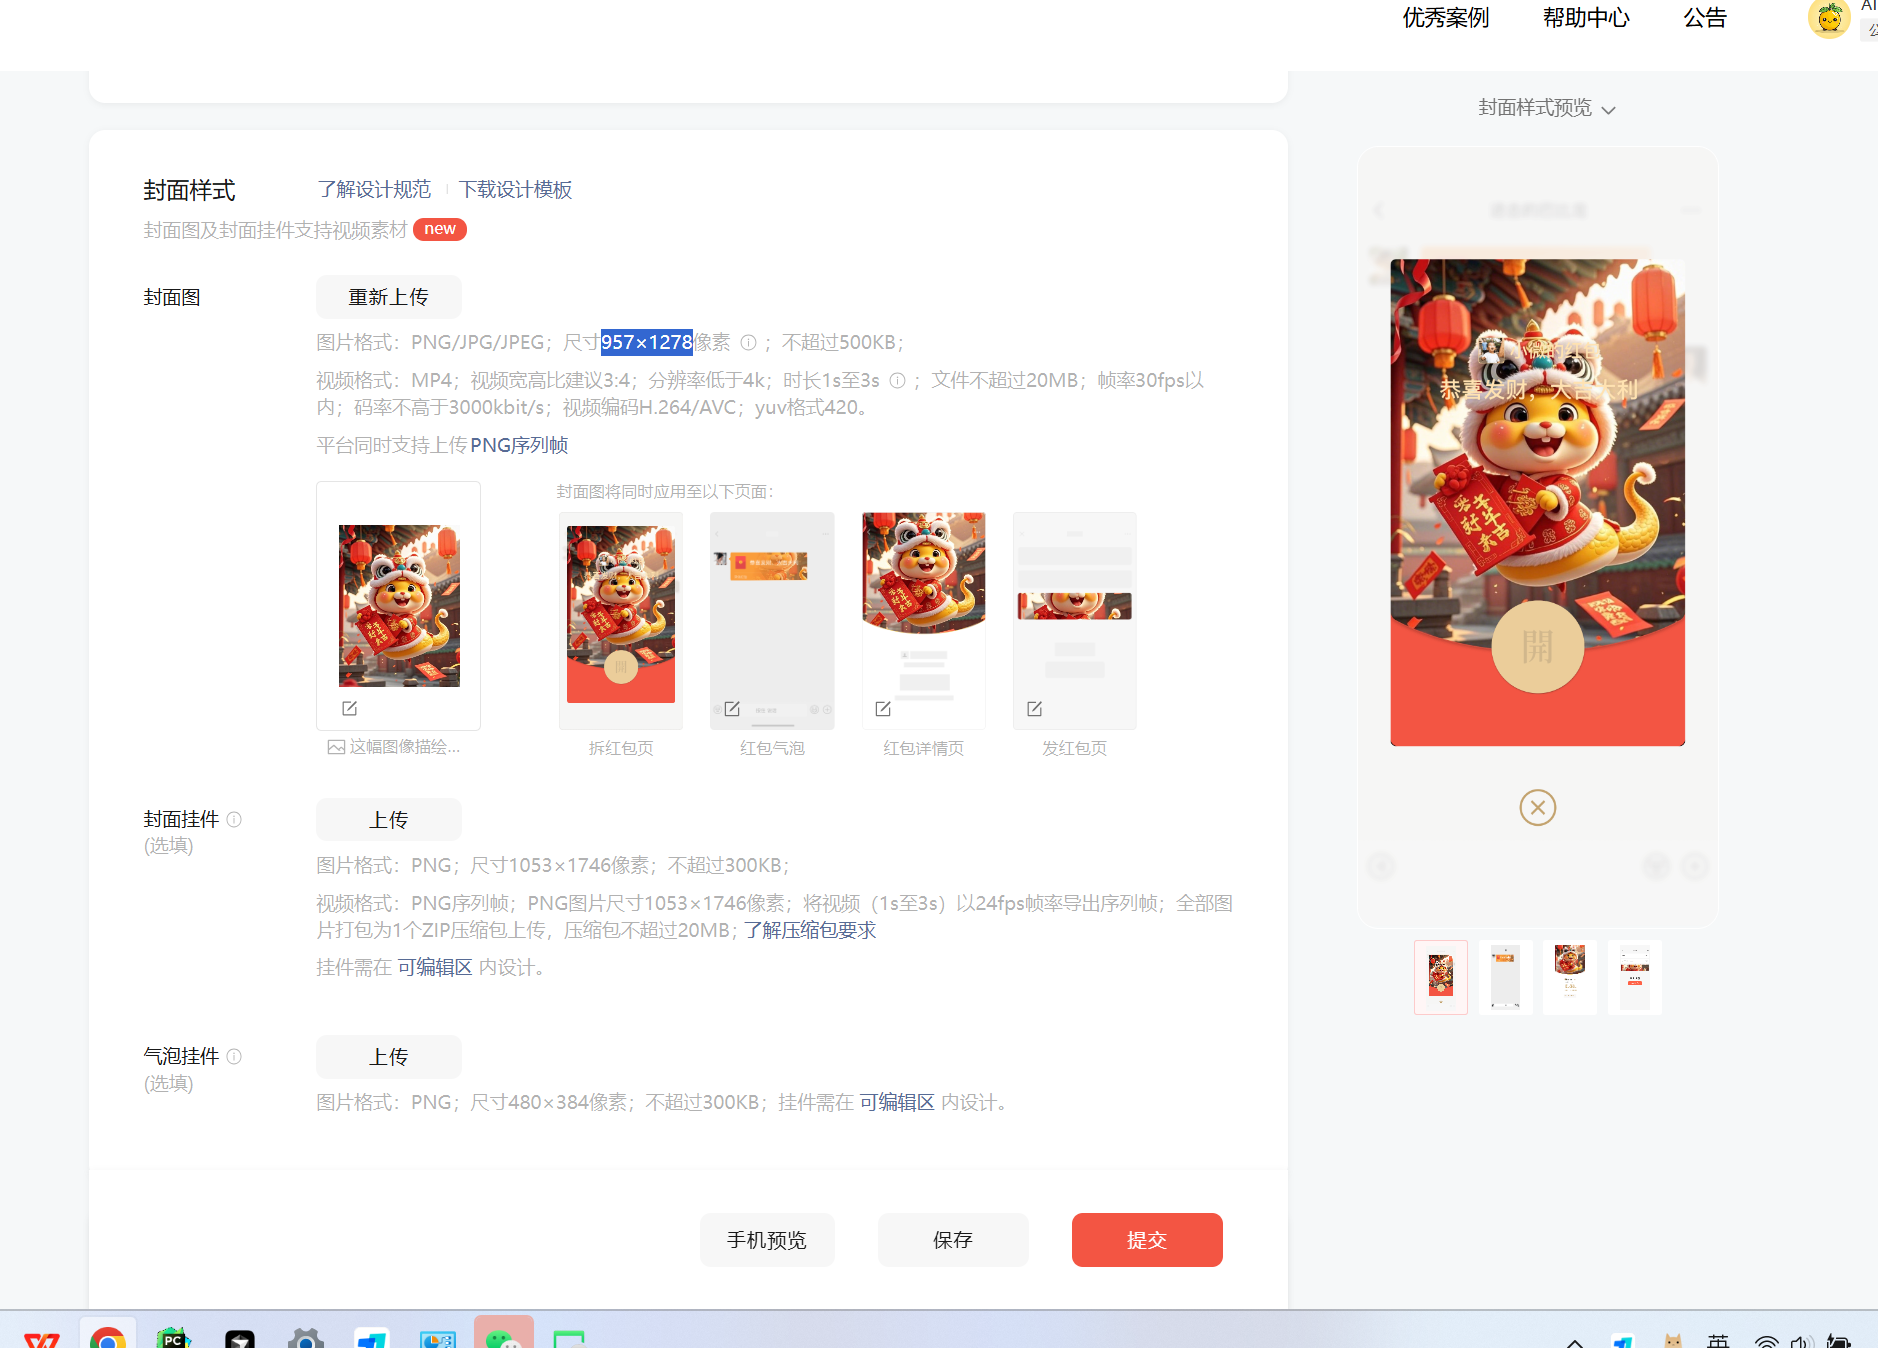 优秀案例
帮助中心
公告
封面样式预览
封面样式
了解设计规范
下载设计模板
封面图及封面挂件支持视频素材 new
封面图
重新上传
图片格式：PNG/JPG/JPEG；尺寸957×1278像素 ；不超过500KB；
视频格式：MP4；视频宽高比建议3:4；分辨率低于4k；时长1s至3s ；文件不超过20MB；帧率30fps以
内；码率不高于3000kbit/s；视频编码H.264/AVC；yuv格式420。
平台同时支持上传PNG序列帧
封面图将同时应用至以下页面：
这幅图像描绘...
拆红包页
红包气泡
红包详情页
发红包页
恭喜发财，大吉大利
開
封面挂件
(选填)
上传
图片格式：PNG；尺寸1053×1746像素；不超过300KB；
视频格式：PNG序列帧；PNG图片尺寸1053×1746像素；将视频（1s至3s）以24fps帧率导出序列帧；全部图
片打包为1个ZIP压缩包上传，压缩包不超过20MB；了解压缩包要求
挂件需在 可编辑区 内设计。
气泡挂件
(选填)
上传
图片格式：PNG；尺寸480×384像素；不超过300KB；挂件需在 可编辑区 内设计。
手机预览
保存
提交
PC
英